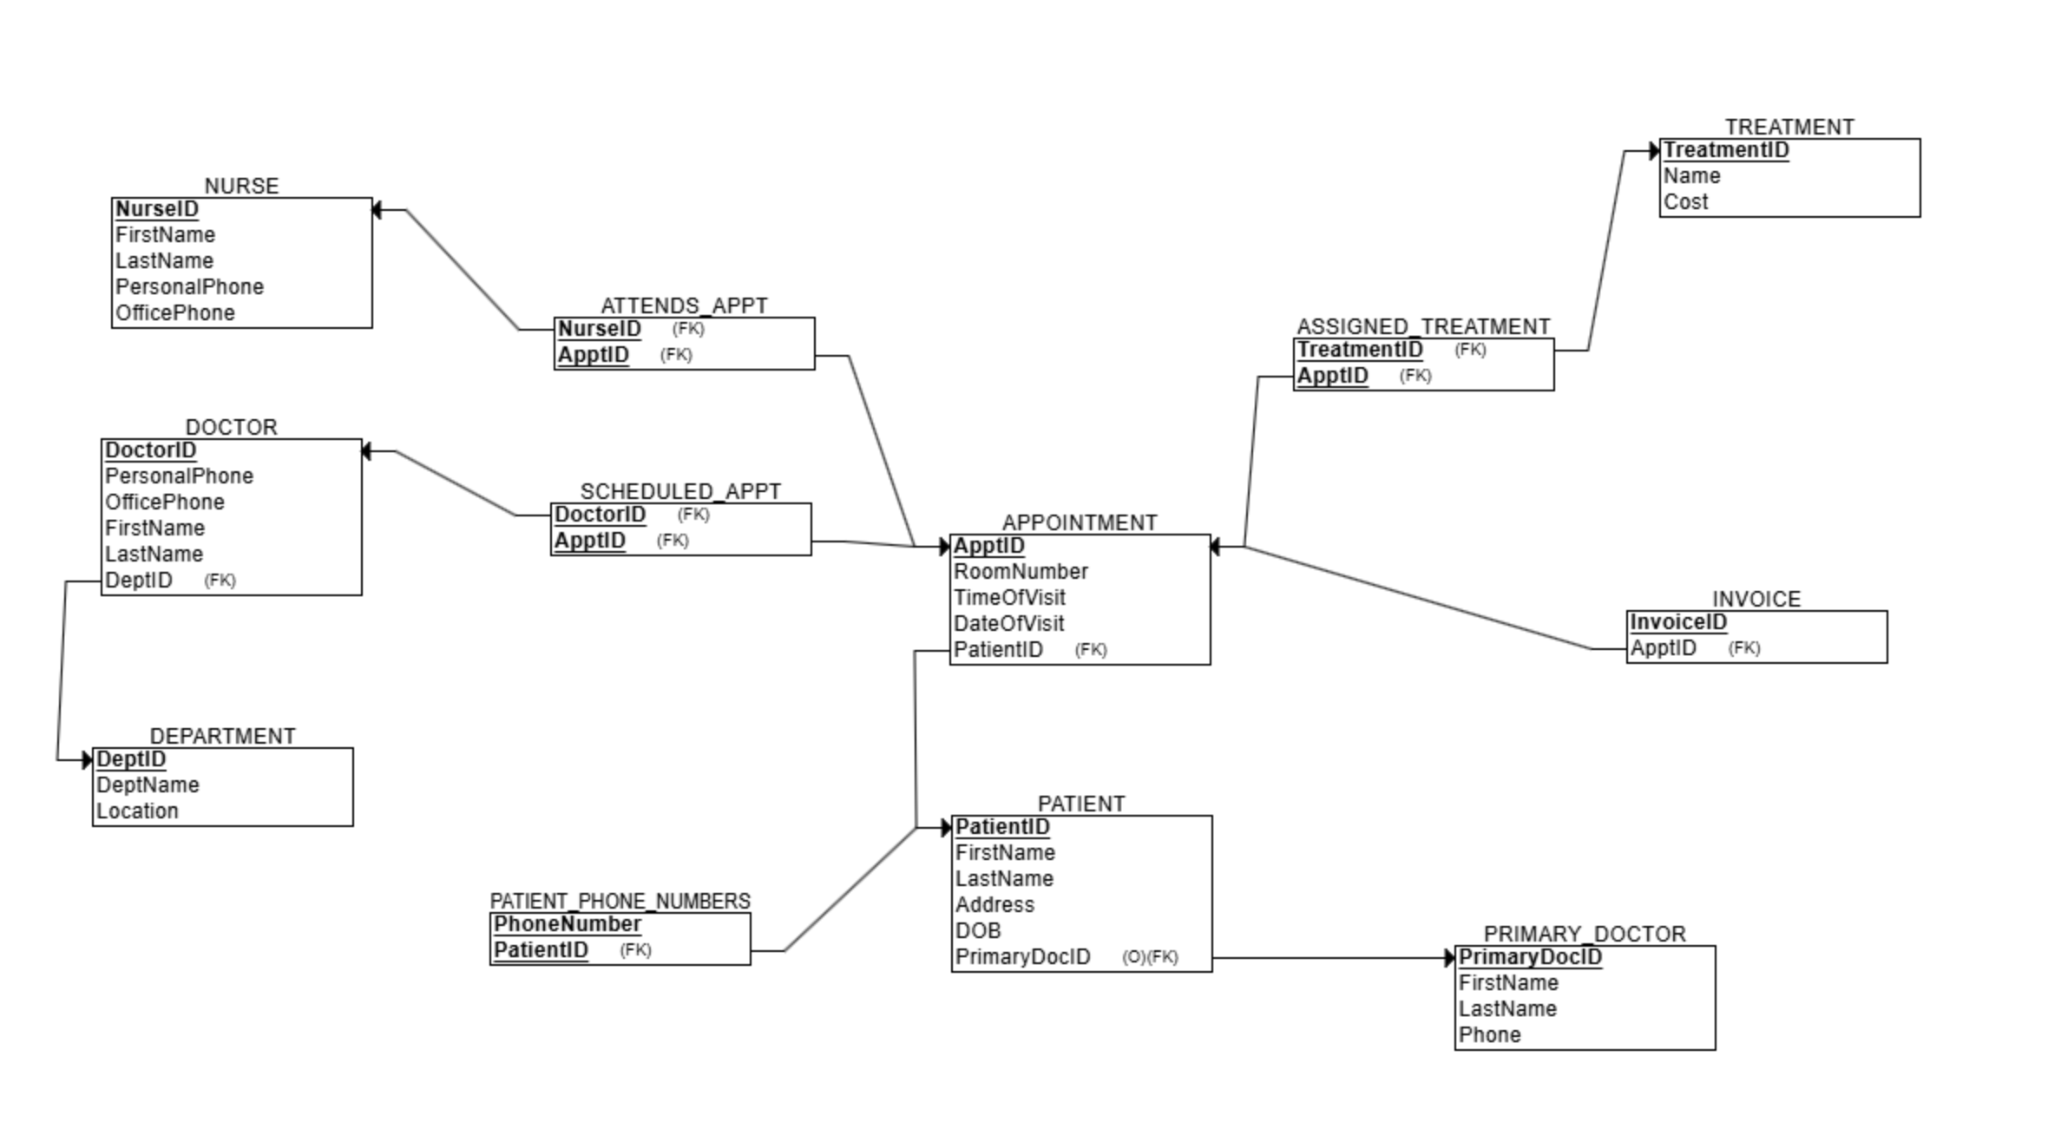 TREATMENT
TreatmentID
Name
Cost
NURSE
NurseID
FirstName
LastName
PersonalPhone
OfficePhone
ATTENDS_APPT
NurseID (FK)
ApptID (FK)
ASSIGNED_TREATMENT
TreatmentID (FK)
ApptID (FK)
DOCTOR
DoctorID
PersonalPhone
OfficePhone
FirstName
LastName
DeptID (FK)
SCHEDULED_APPT
DoctorID (FK)
ApptID (FK)
APPOINTMENT
ApptID
RoomNumber
TimeOfVisit
DateOfVisit
PatientID (FK)
INVOICE
InvoiceID
ApptID (FK)
DEPARTMENT
DeptID
DeptName
Location
PATIENT
PatientID
FirstName
LastName
Address
DOB
PrimaryDocID (O)(FK)
PATIENT_PHONE_NUMBERS
PhoneNumber
PatientID (FK)
PRIMARY_DOCTOR
PrimaryDocID
FirstName
LastName
Phone